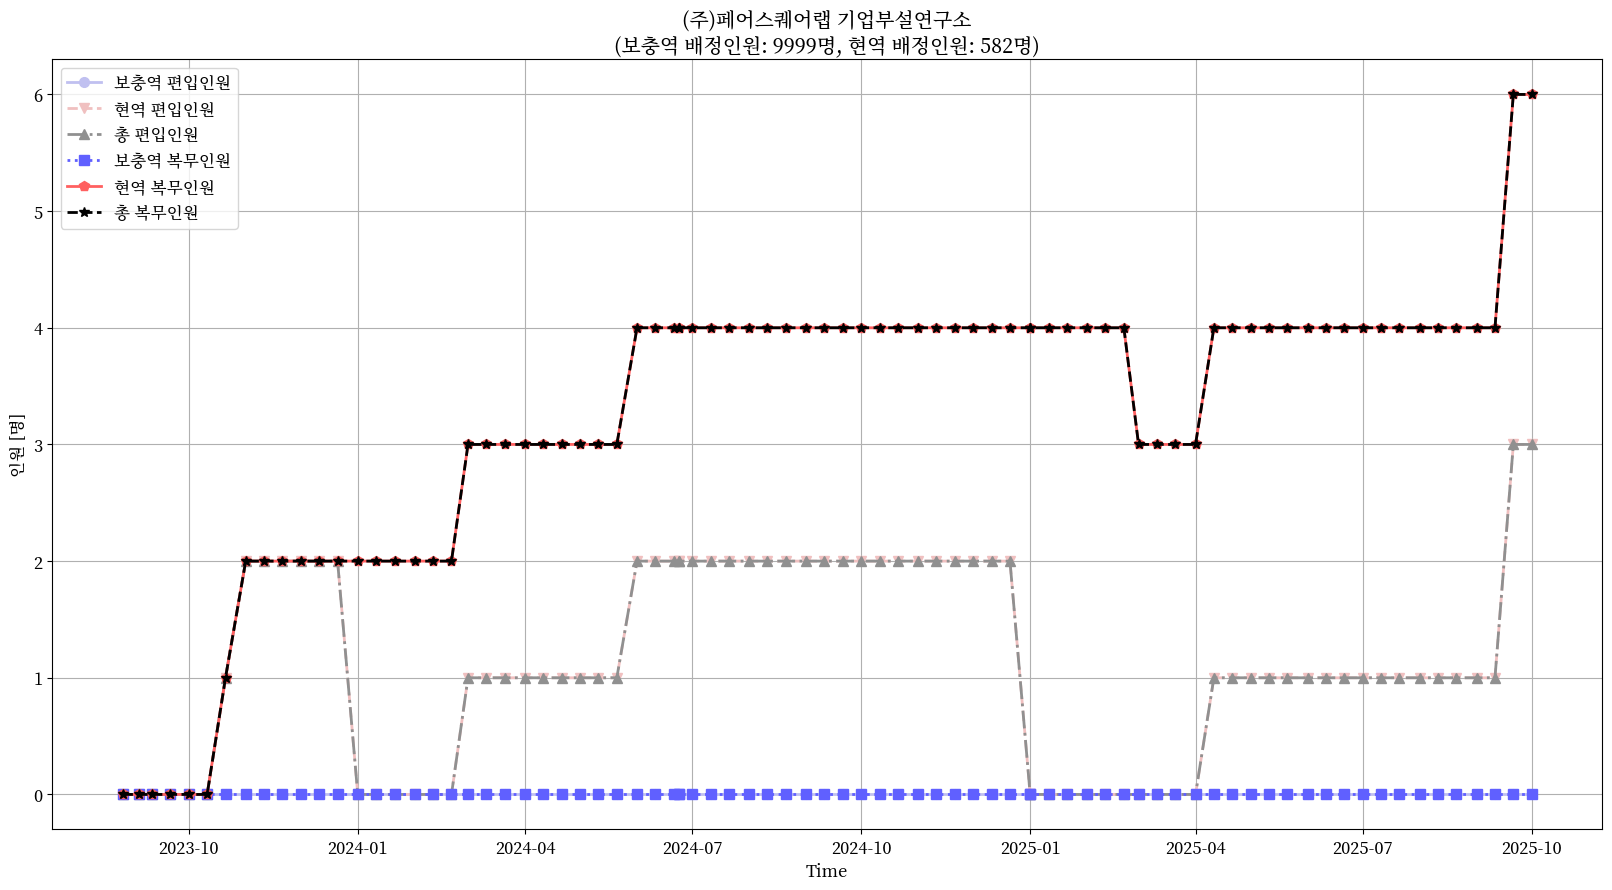 (주)페어스퀘어랩 기업부설연구소
(보충역 배정인원: 9999명, 현역 배정인원: 582명)
보충역 편입인원
현역 편입인원
총 편입인원
보충역 복무인원
현역 복무인원
총 복무인원
인원 [명]
6
5
4
3
2
1
0
2023-10
2024-01
2024-04
2024-07
2024-10
2025-01
2025-04
2025-07
2025-10
Time